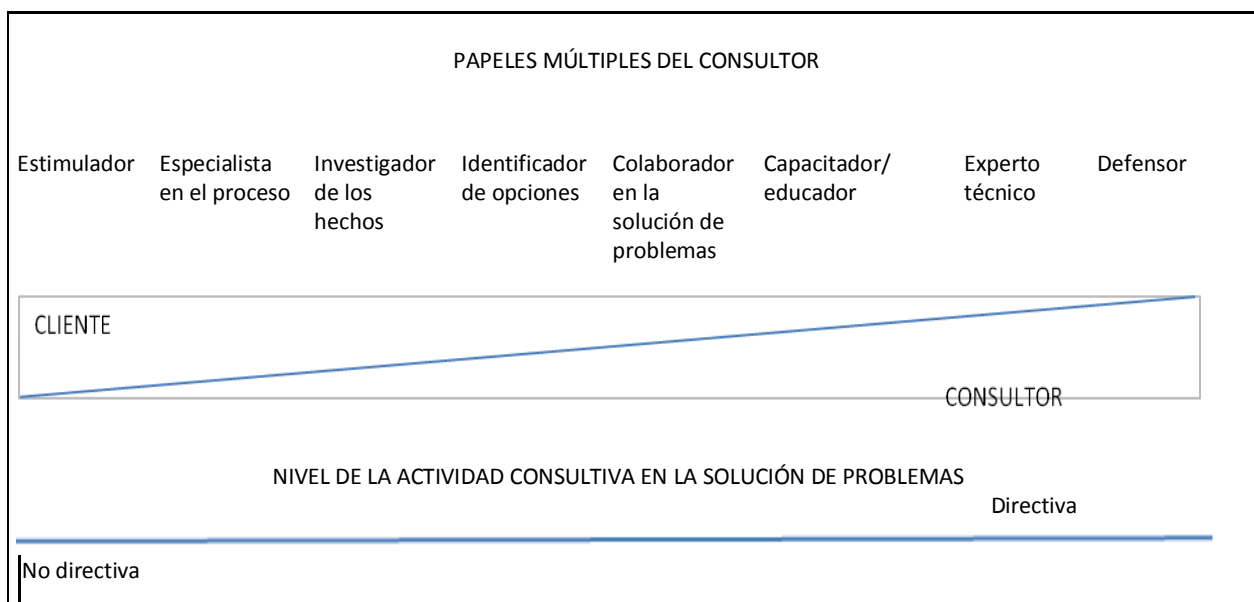 PAPELES MÚLTIPLES DEL CONSULTOR
Estimulador
Especialista
en el proceso
Investigador
de los
hechos
Identificador
de opciones
Colaborador
en la
solución de
problemas
Capacitador/
educador
Experto
técnico
Defensor
CLIENTE
CONSULTOR
NIVEL DE LA ACTIVIDAD CONSULTIVA EN LA SOLUCIÓN DE PROBLEMAS
Directiva
No directiva